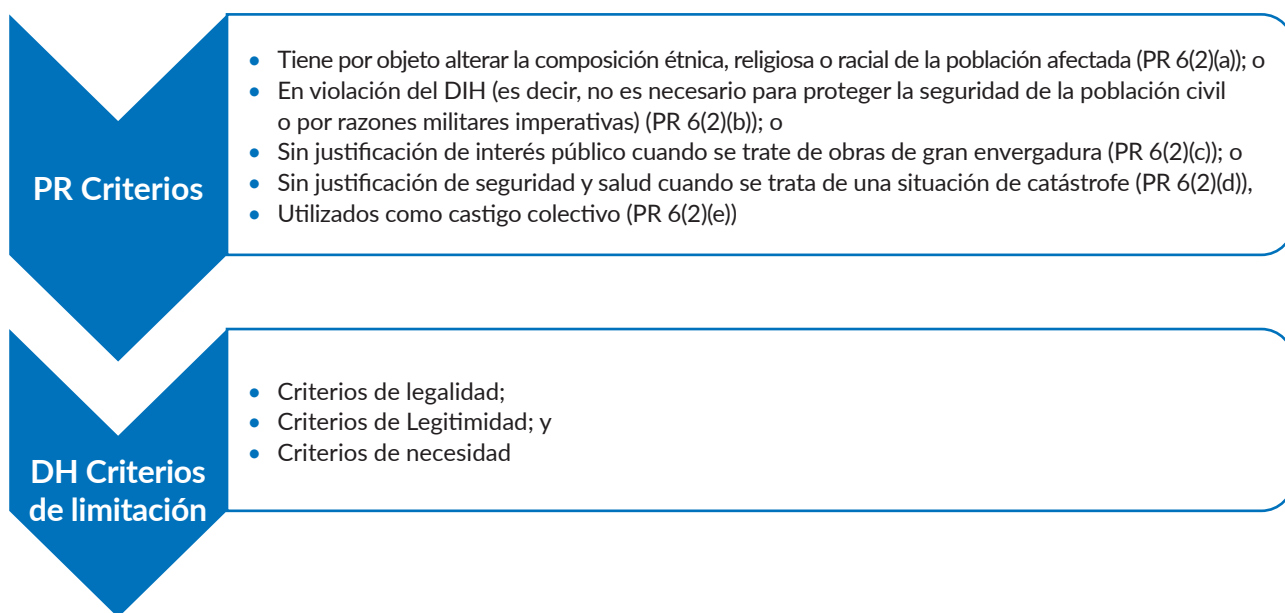 PR Criterios
• Tiene por objeto alterar la composición étnica, religiosa o racial de la población afectada (PR 6(2)(a)); o
• En violación del DIH (es decir, no es necesario para proteger la seguridad de la población civil
o por razones militares imperativas) (PR 6(2)(b)); o
• Sin justificación de interés público cuando se trate de obras de gran envergadura (PR 6(2)(c)); o
• Sin justificación de seguridad y salud cuando se trata de una situación de catástrofe (PR 6(2)(d)),
• Utilizados como castigo colectivo (PR 6(2)(e))
DH Criterios
de limitación
• Criterios de legalidad;
• Criterios de Legitimidad; y
• Criterios de necesidad